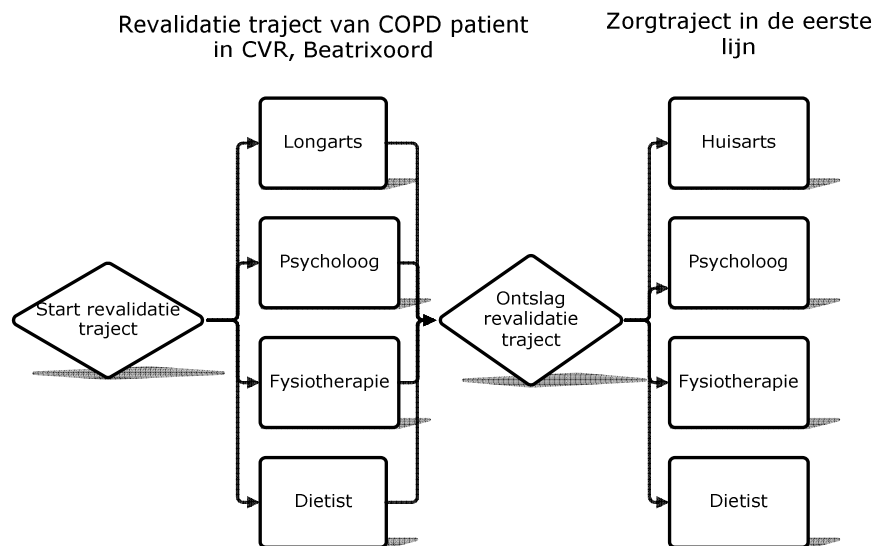 Revalidatie traject van COPD patient
in CVR, Beatrixoord
Zorgtraject in de eerste
lijn
Start revalidatie
traject
Longarts
Psycholoog
Fysiotherapie
Dietist
Ontslag
revalidatie
traject
Huisarts
Psycholoog
Fysiotherapie
Dietist